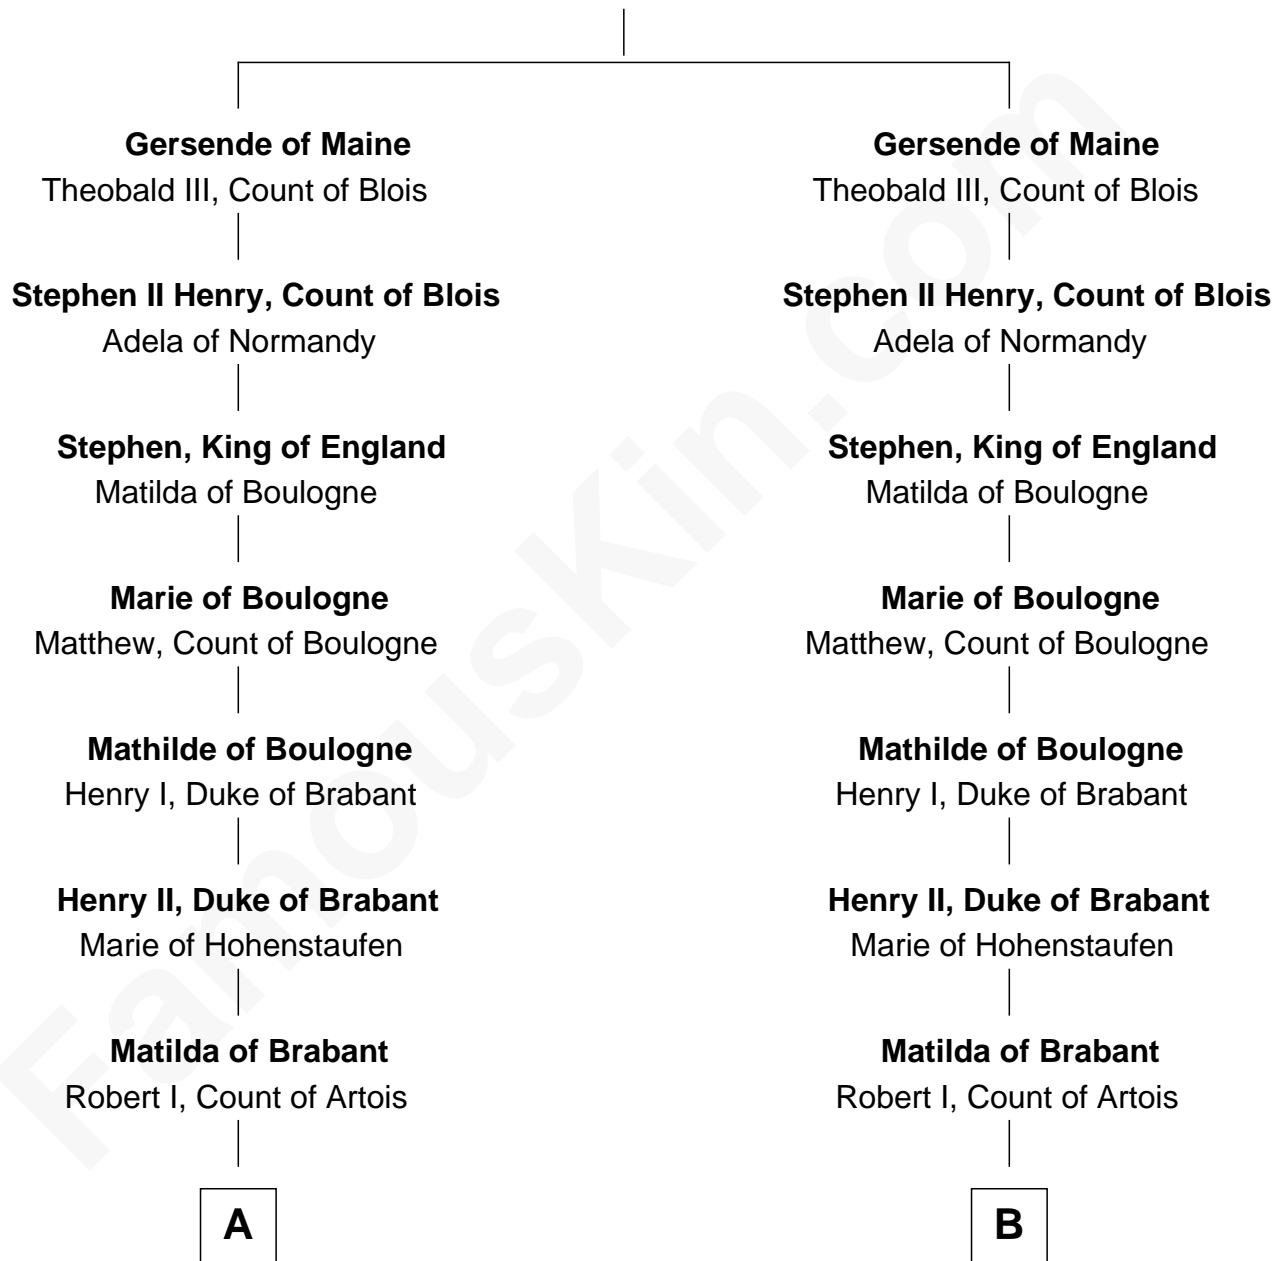 Gersende of Maine
Theobald III, Count of Blois
Stephen II Henry, Count of Blois
Adela of Normandy
Stephen, King of England
Matilda of Boulogne
Marie of Boulogne
Matthew, Count of Boulogne
Mathilde of Boulogne
Henry I, Duke of Brabant
Henry II, Duke of Brabant
Marie of Hohenstaufen
Matilda of Brabant
Robert I, Count of Artois
A
Gersende of Maine
Theobald III, Count of Blois
Stephen II Henry, Count of Blois
Adela of Normandy
Stephen, King of England
Matilda of Boulogne
Marie of Boulogne
Matthew, Count of Boulogne
Mathilde of Boulogne
Henry I, Duke of Brabant
Henry II, Duke of Brabant
Marie of Hohenstaufen
Matilda of Brabant
Robert I, Count of Artois
B
FamousKin.com